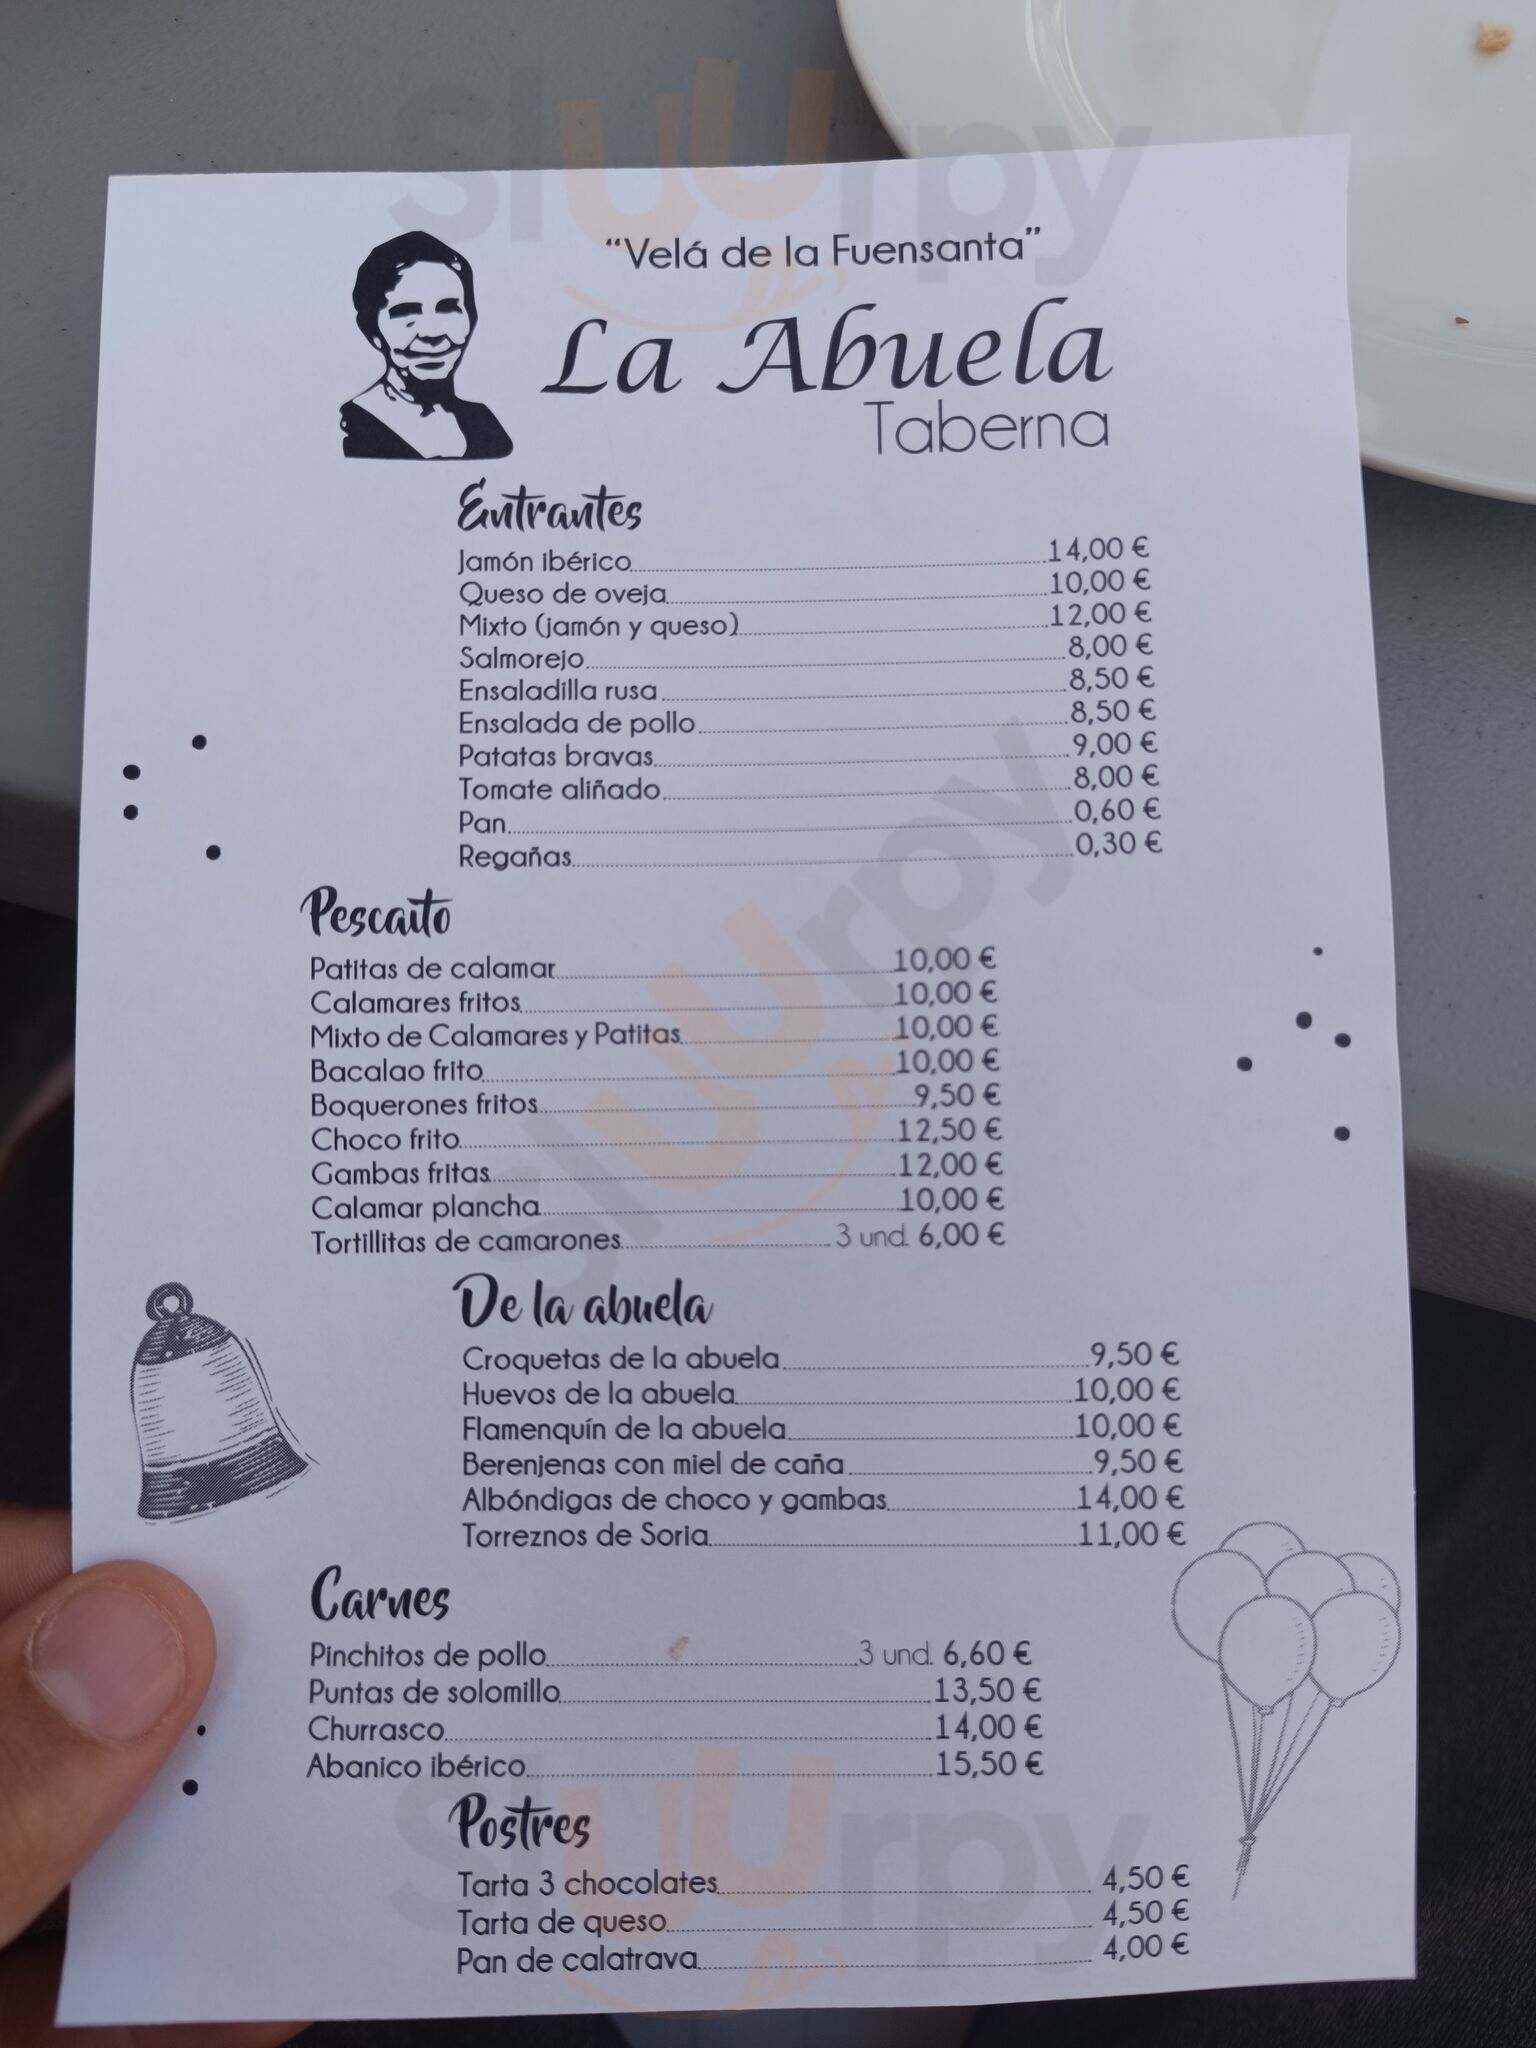 sluurpy
"Velá de la Fuensanta"
La Abuela
Taberna
Entrantes
Jamón ibérico 14,00 €
Queso de oveja 10,00 €
Mixto (jamón y queso) 12,00 €
Salmorejo 8,00 €
Ensaladilla rusa 8,50 €
Ensalada de pollo 8,50 €
Patatas bravas 9,00 €
Tomate aliñado 8,00 €
Pan 0,60 €
Regañas 0,30 €
Pescaito
Patitas de calamar 10,00 €
Calamares fritos 10,00 €
Mixto de Calamares y Patitas 10,00 €
Bacalao frito 10,00 €
Boquerones fritos 9,50 €
Choco frito 12,50 €
Gambas fritas 12,00 €
Calamar plancha 10,00 €
Tortillitas de camarones 3 und. 6,00 €
sluurpy
De la abuela
Croquetas de la abuela 9,50 €
Huevos de la abuela 10,00 €
Flamenquín de la abuela 10,00 €
Berenjenas con miel de caña 9,50 €
Albóndigas de choco y gambas 14,00 €
Torreznos de Soria 11,00 €
Carnes
Pinchitos de pollo 3 und. 6,60 €
Puntas de solomillo 13,50 €
Churrasco 14,00 €
Abanico ibérico 15,50 €
Postres
Tarta 3 chocolates 4,50 €
Tarta de queso 4,50 €
Pan de calatrava 4,00 €
sluurpy